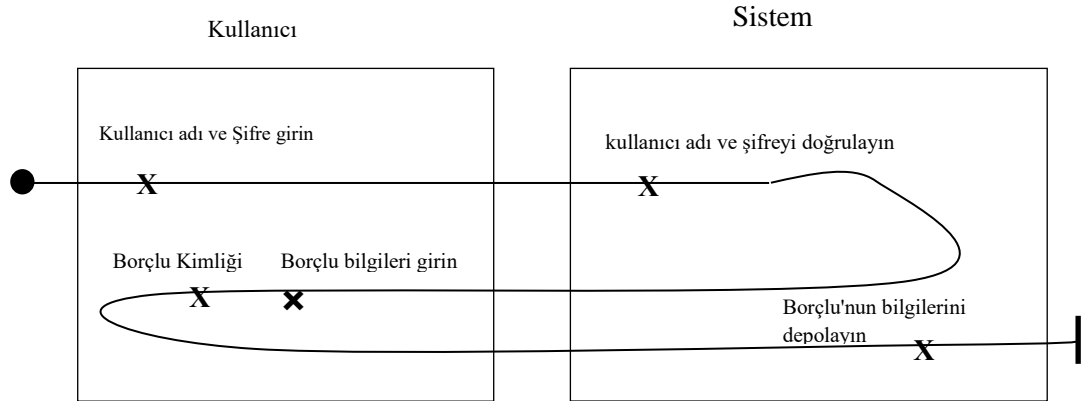 Kullanıcı
Sistem
Kullanıcı adı ve Şifre girin
kullanıcı adı ve şifreyi doğrulayın
X
X
Borçlu Kimliği
Borçlu bilgileri girin
X
Borçlu'nun bilgilerini
depolayın
X